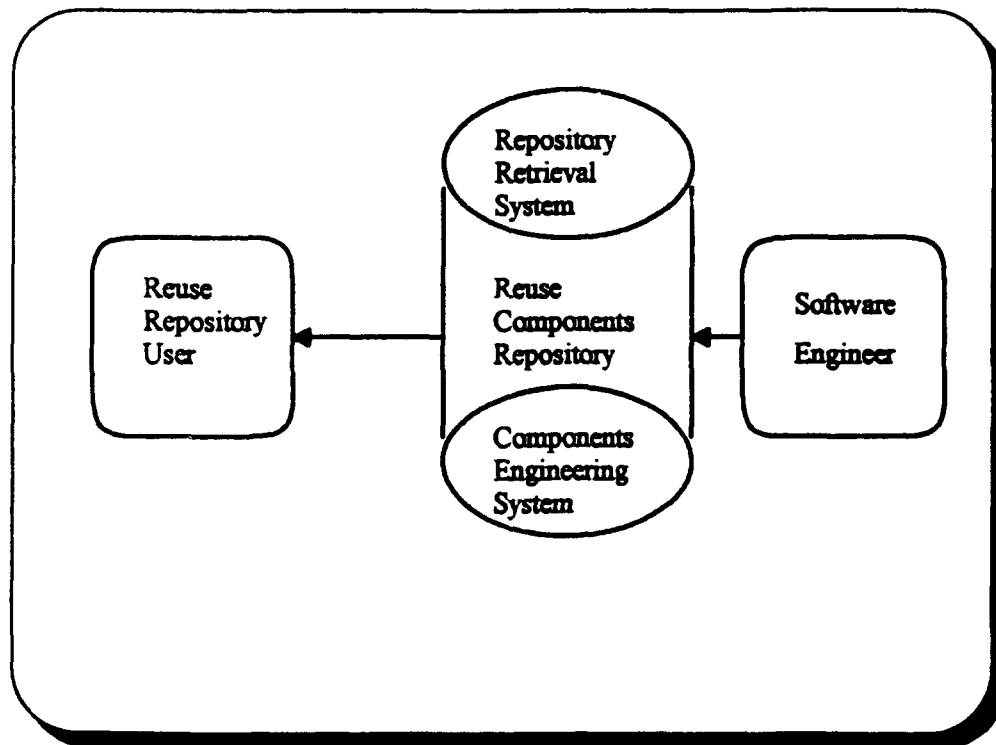 Repository
Retrieval
System
Reuse
Repository
User
Reuse
Components
Repository
Software
Engineer
Components
Engineering
System